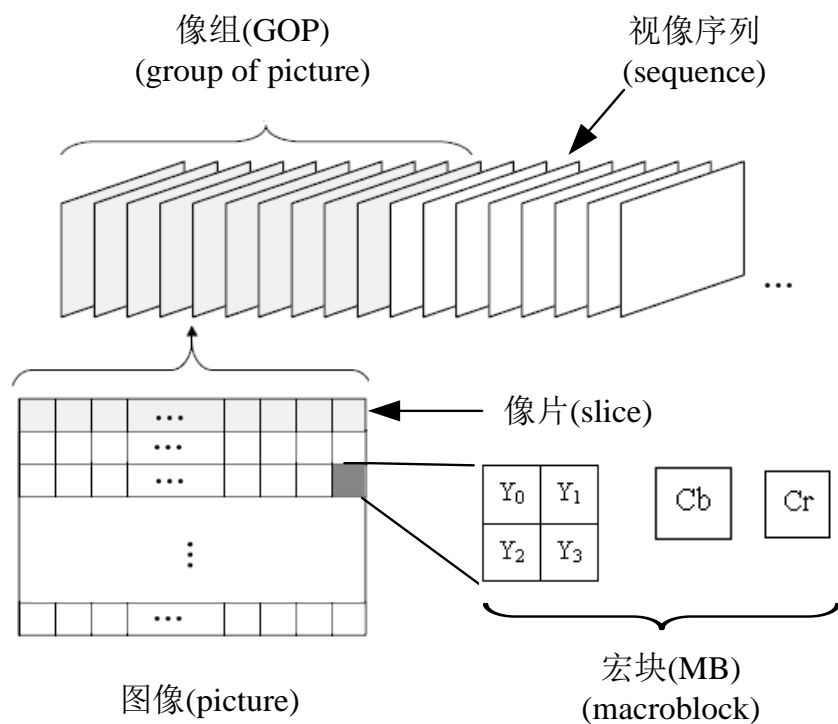 像组(GOP)
(group of picture)
视像序列
(sequence)
...
像片(slice)
...
...
...
⋮
...
Y₀ Y₁
Y₂ Y₃
Cb
Cr
图像(picture)
宏块(MB)
(macroblock)